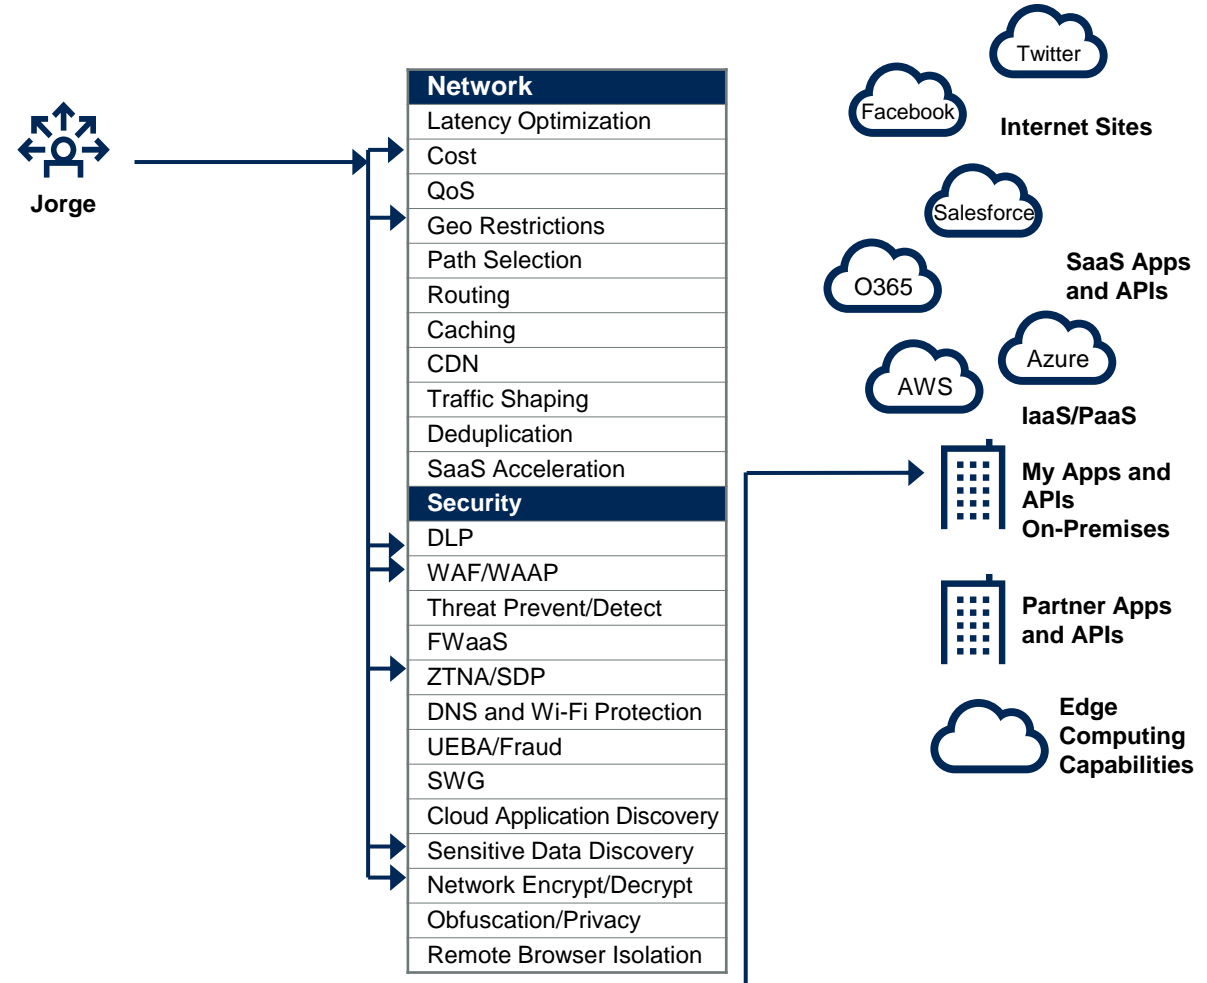 Jorge
Network
Latency Optimization
Cost
QoS
Geo Restrictions
Path Selection
Routing
Caching
CDN
Traffic Shaping
Deduplication
SaaS Acceleration
Security
DLP
WAF/WAAP
Threat Prevent/Detect
FWaaS
ZTNA/SDP
DNS and Wi-Fi Protection
UEBA/Fraud
SWG
Cloud Application Discovery
Sensitive Data Discovery
Network Encrypt/Decrypt
Obfuscation/Privacy
Remote Browser Isolation
Twitter
Facebook
Internet Sites
Salesforce
SaaS Apps
and APIs
O365
Azure
AWS
IaaS/PaaS
My Apps and
APIs
On-Premises
Partner Apps
and APIs
Edge
Computing
Capabilities